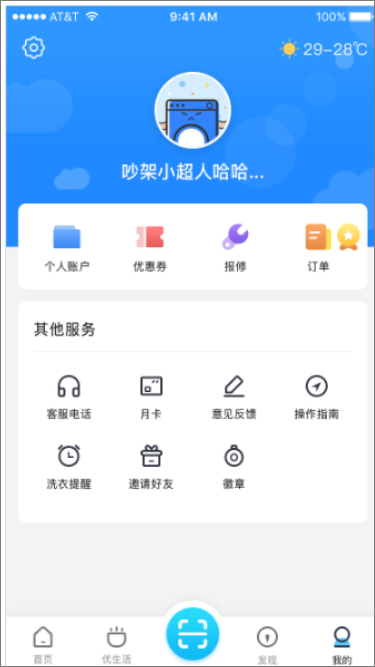 AT&T 9:41 AM 100%
29-28℃
吵架小超人哈哈...
个人账户 优惠券 报修 订单
其他服务
客服电话 月卡 意见反馈 操作指南
洗衣提醒 邀请好友 徽章
首页 优生活 发现 我的